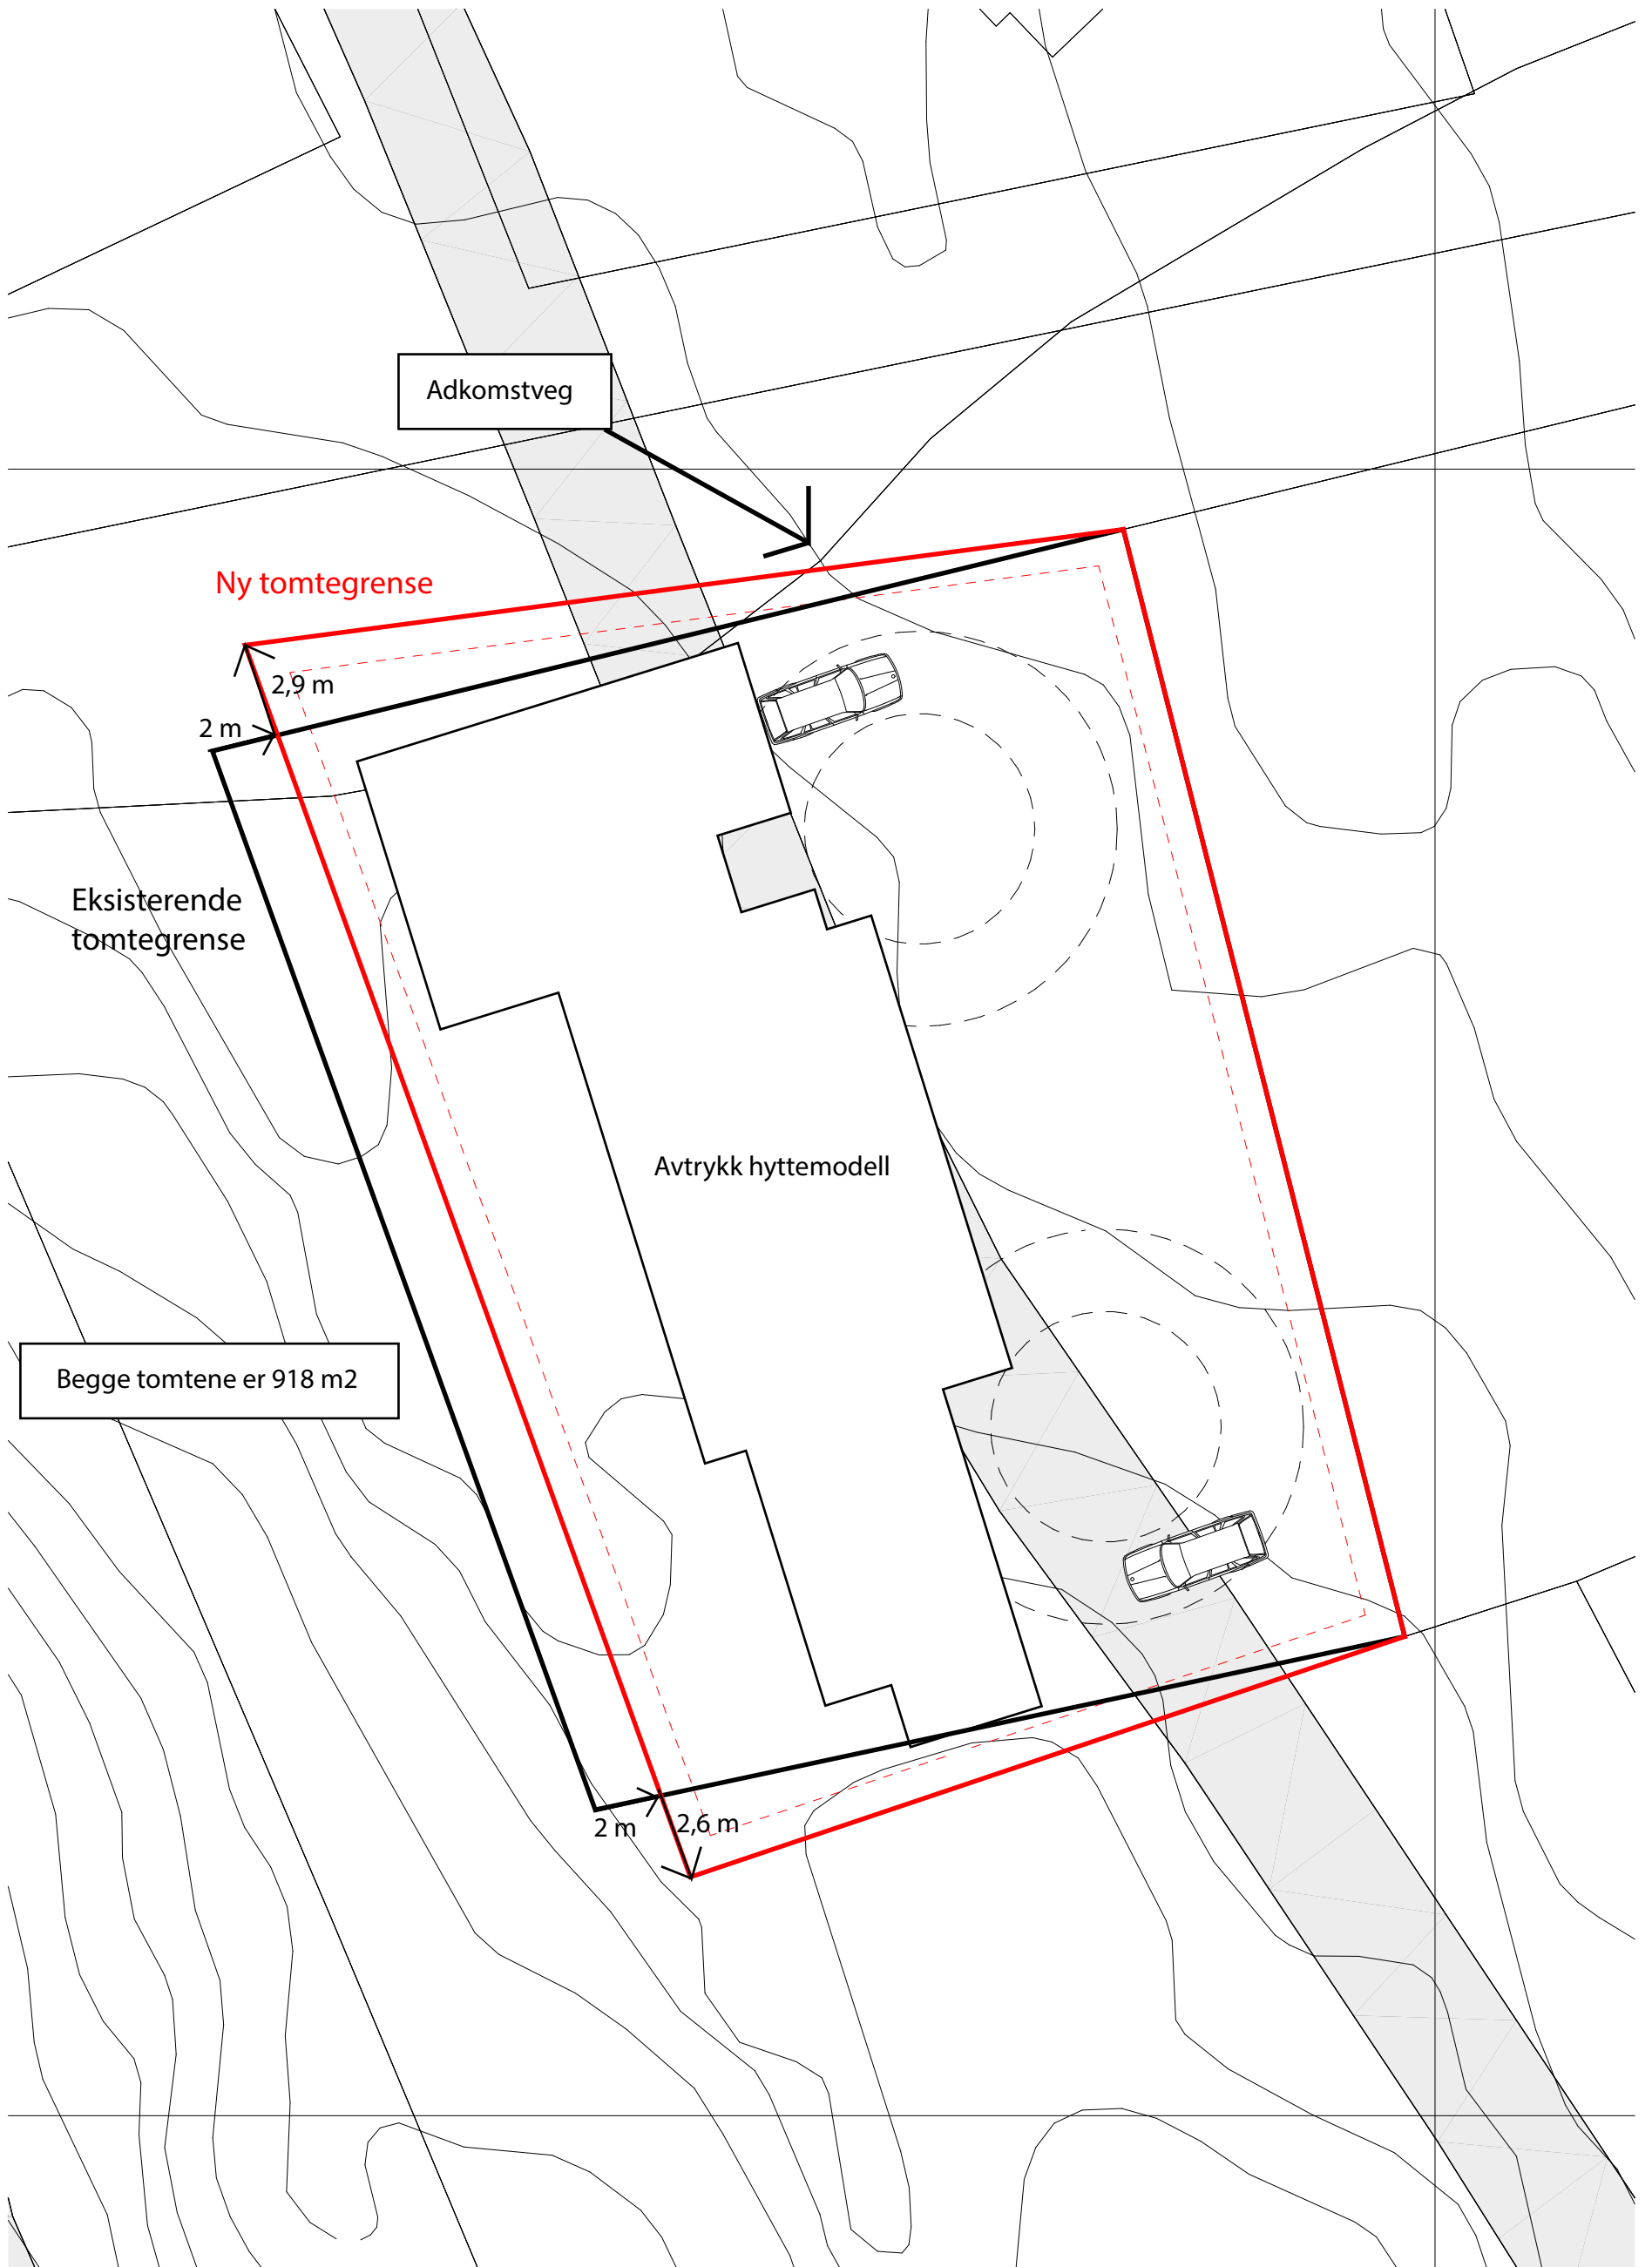 Adkomstveg
Ny tomtegrense
2,9 m
2 m
Eksisterende
tomtegrense
Avtrykk hyttemodell
Begge tomtene er 918 m2
2 m
2,6 m